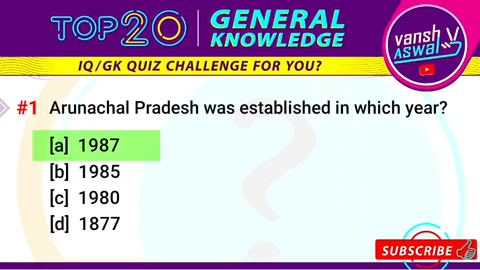 TOP20 GENERAL
KNOWLEDGE
vansh
ASWal
IQ/GK QUIZ CHALLENGE FOR YOU?
#1 Arunachal Pradesh was established in which year?
[a] 1987
[b] 1985
[c] 1980
[d] 1877
SUBSCRIBE